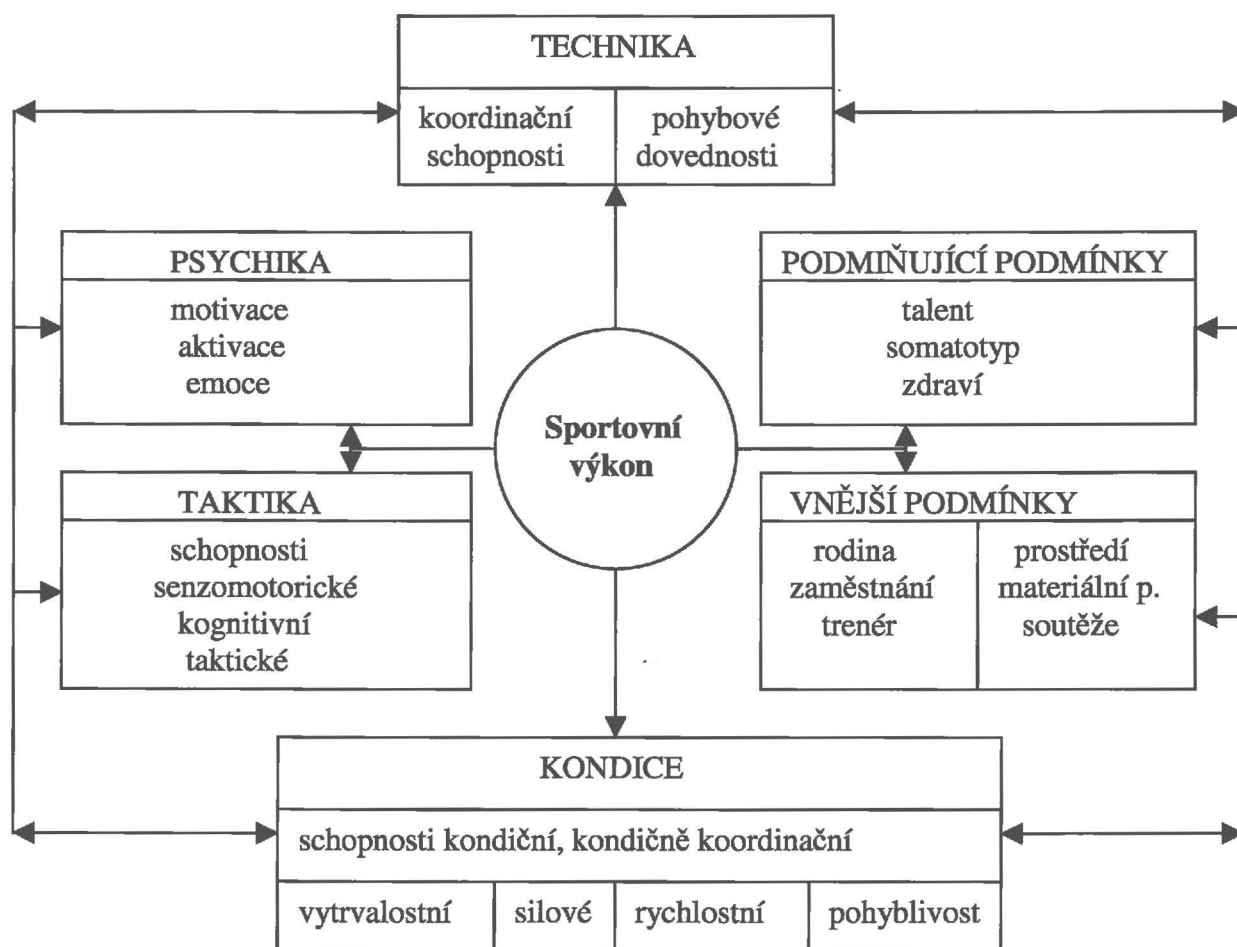 TECHNIKA
koordinační
schopnosti
pohybové
dovednosti
PSYCHIKA
motivace
aktivace
emoce
PODMIŇUJÍCÍ PODMÍNKY
talent
somatotyp
zdraví
Sportovní
výkon
TAKTIKA
schopnosti
senzomotorické
kognitivní
taktické
VNĚJŠÍ PODMÍNKY
rodina
zaměstnání
trenér
prostředí
materiální p.
soutěže
KONDICE
schopnosti kondiční, kondičně koordinační
vytrvalostní
silové
rychlostní
pohyblivost